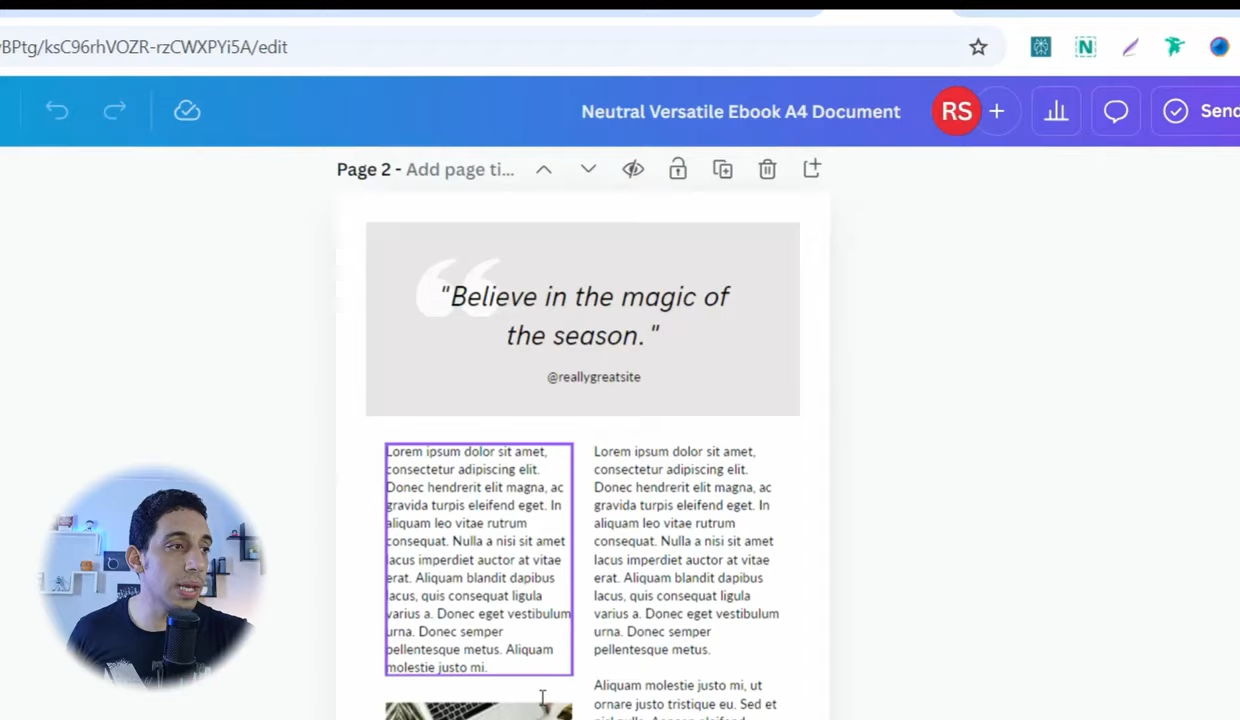 vBPtg/ksC96rhVOZR-rzCWXPYi5A/edit
N
Neutral Versatile Ebook A4 Document
RS
+
Send
Page 2 - Add page ti...
"Believe in the magic of
the season."
@reallygreatsite
Lorem ipsum dolor sit amet,
consectetur adipiscing elit.
Donec hendrerit elit magna, ac
gravida turpis eleifend eget. In
aliquam leo vitae rutrum
consequat. Nulla a nisi sit amet
lacus imperdiet auctor at vitae
erat. Aliquam blandit dapibus
lacus, quis consequat ligula
varius a. Donec eget vestibulum
urna. Donec semper
pellentesque metus. Aliquam
molestie justo mi.
Lorem ipsum dolor sit amet,
consectetur adipiscing elit.
Donec hendrerit elit magna, ac
gravida turpis eleifend eget. In
aliquam leo vitae rutrum
consequat. Nulla a nisi sit amet
lacus imperdiet auctor at vitae
erat. Aliquam blandit dapibus
lacus, quis consequat ligula
varius a. Donec eget vestibulum
urna. Donec semper
pellentesque metus.
Aliquam molestie justo mi, ut
ornare justo tristique eu. Sed et